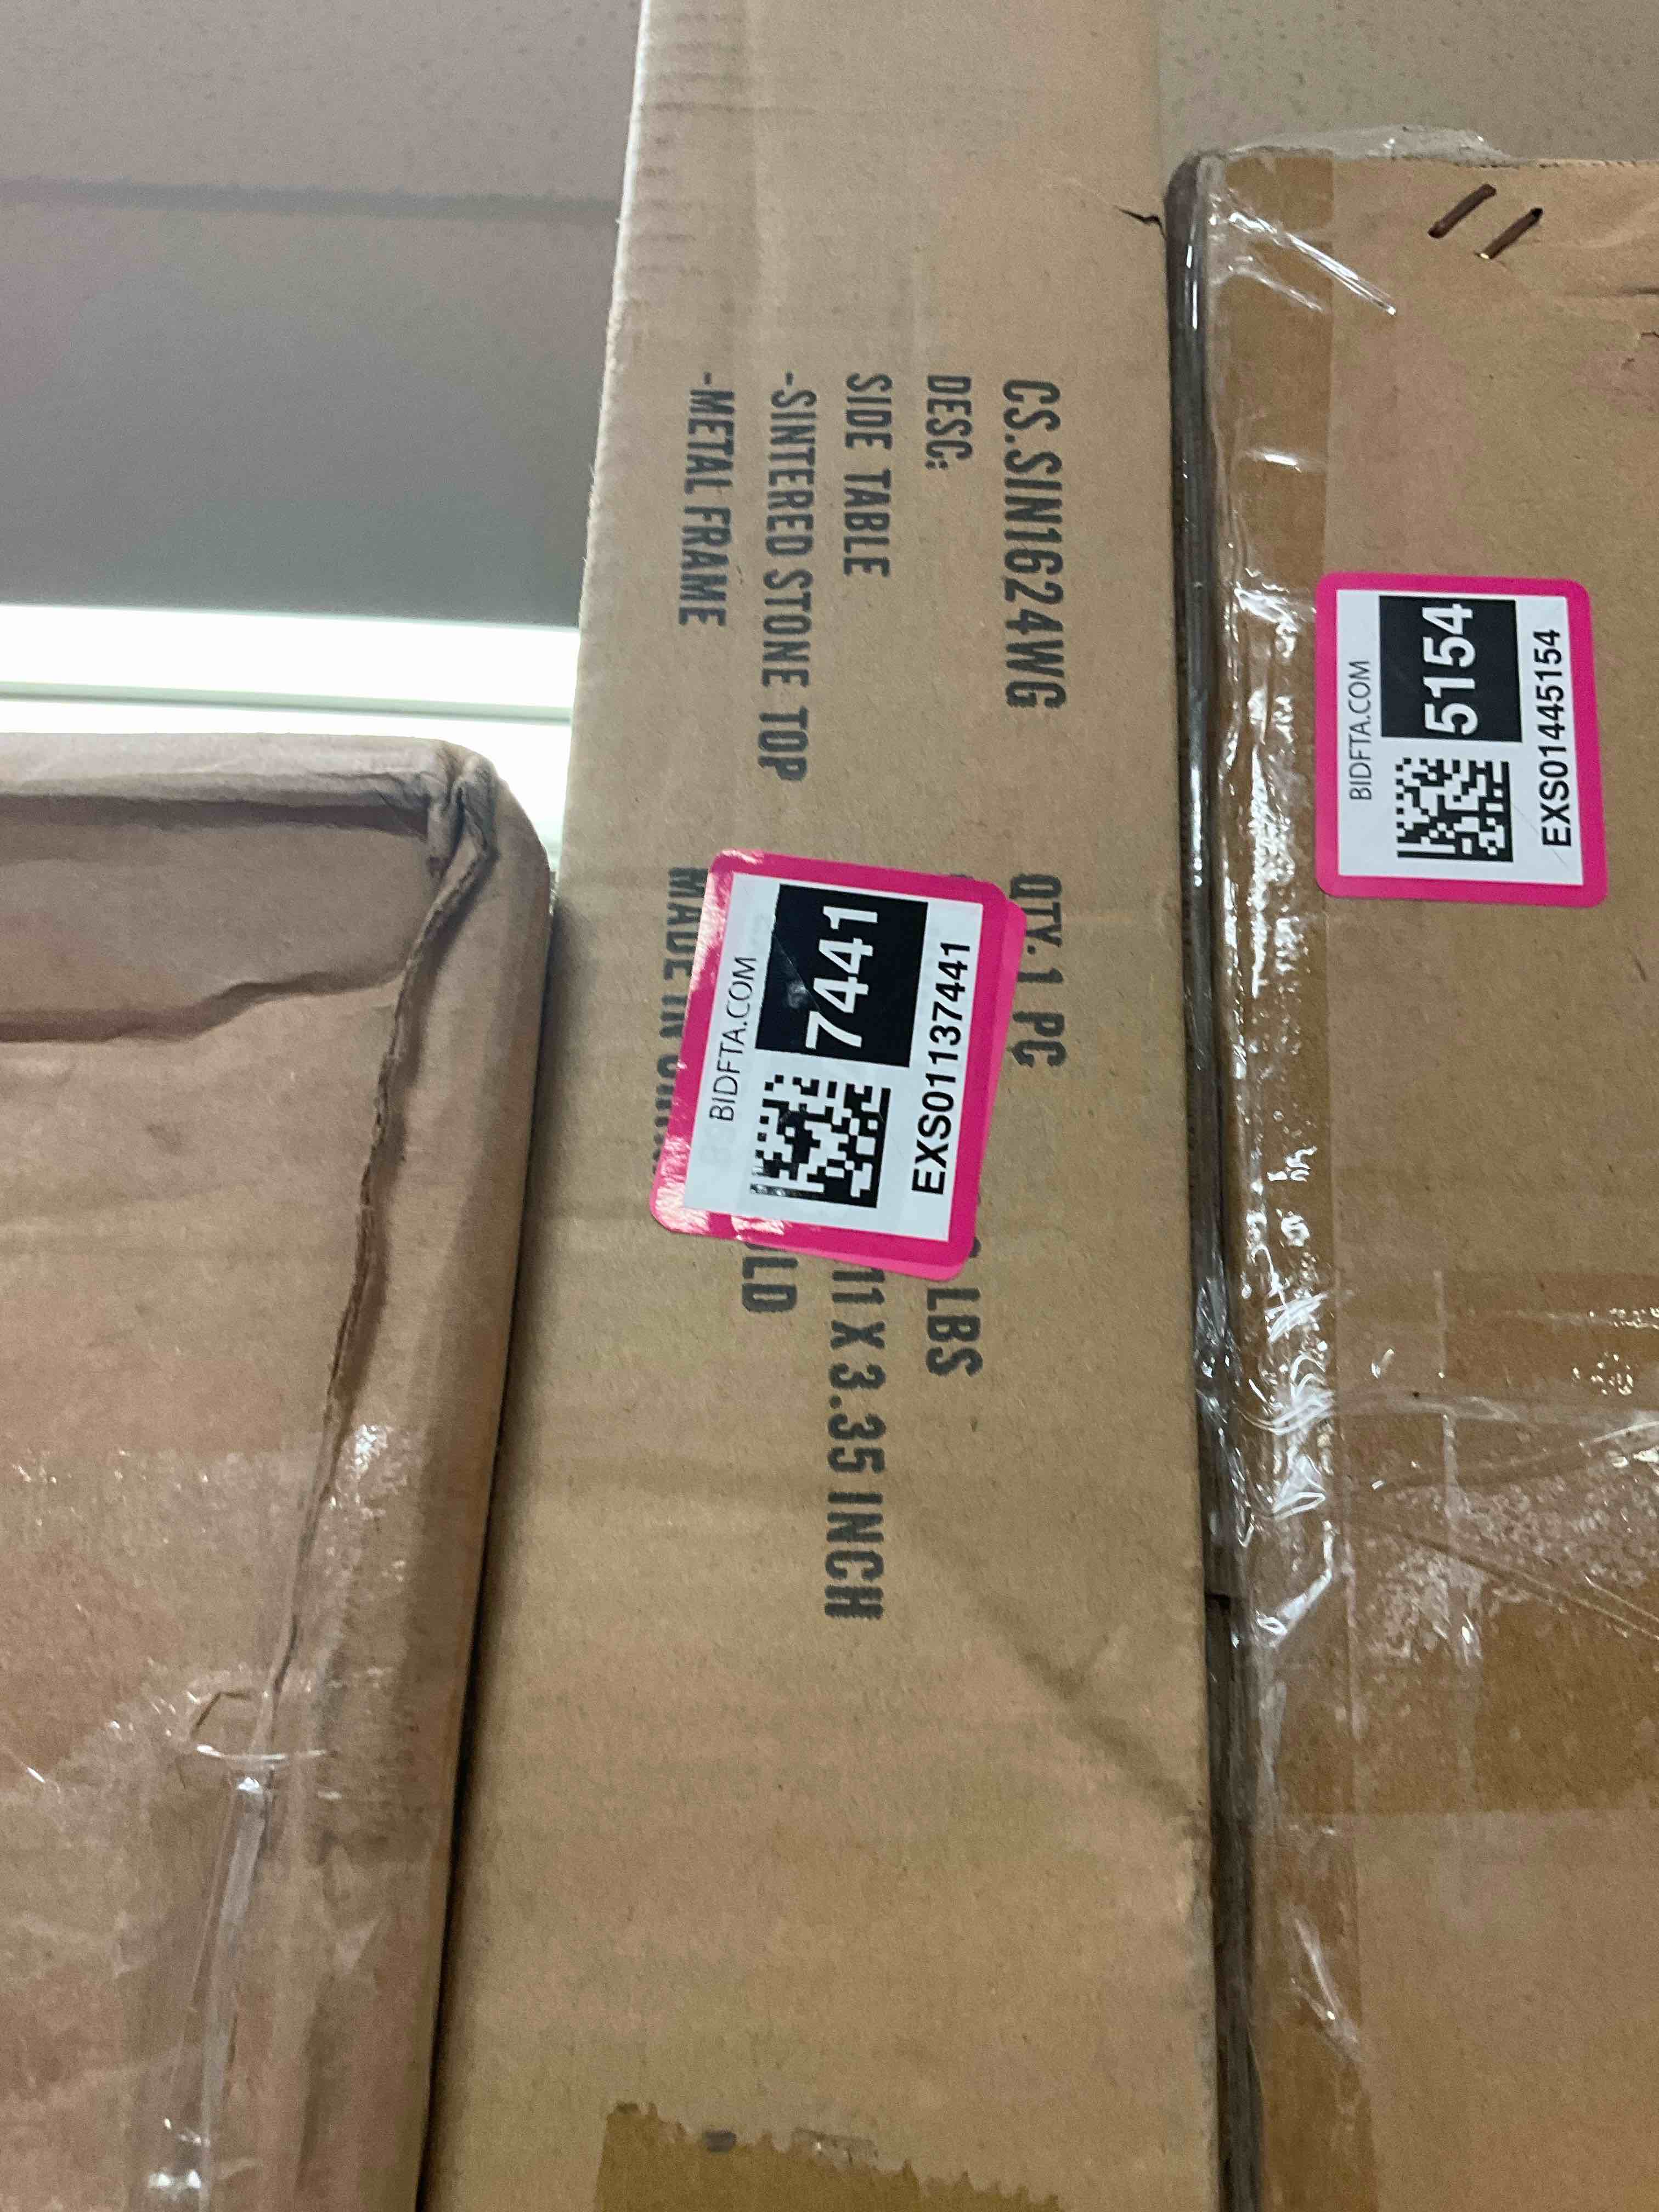 CS.SIN1624WG
DESC:
SIDE TABLE
-SINTERED STONE TOP
-METAL FRAME
QTY: 1 PC
LBS
11 X 3.35 INCH
MADE IN
BIDFTA.COM
7441
EXS01137441
BIDFTA.COM
5154
EXS01445154